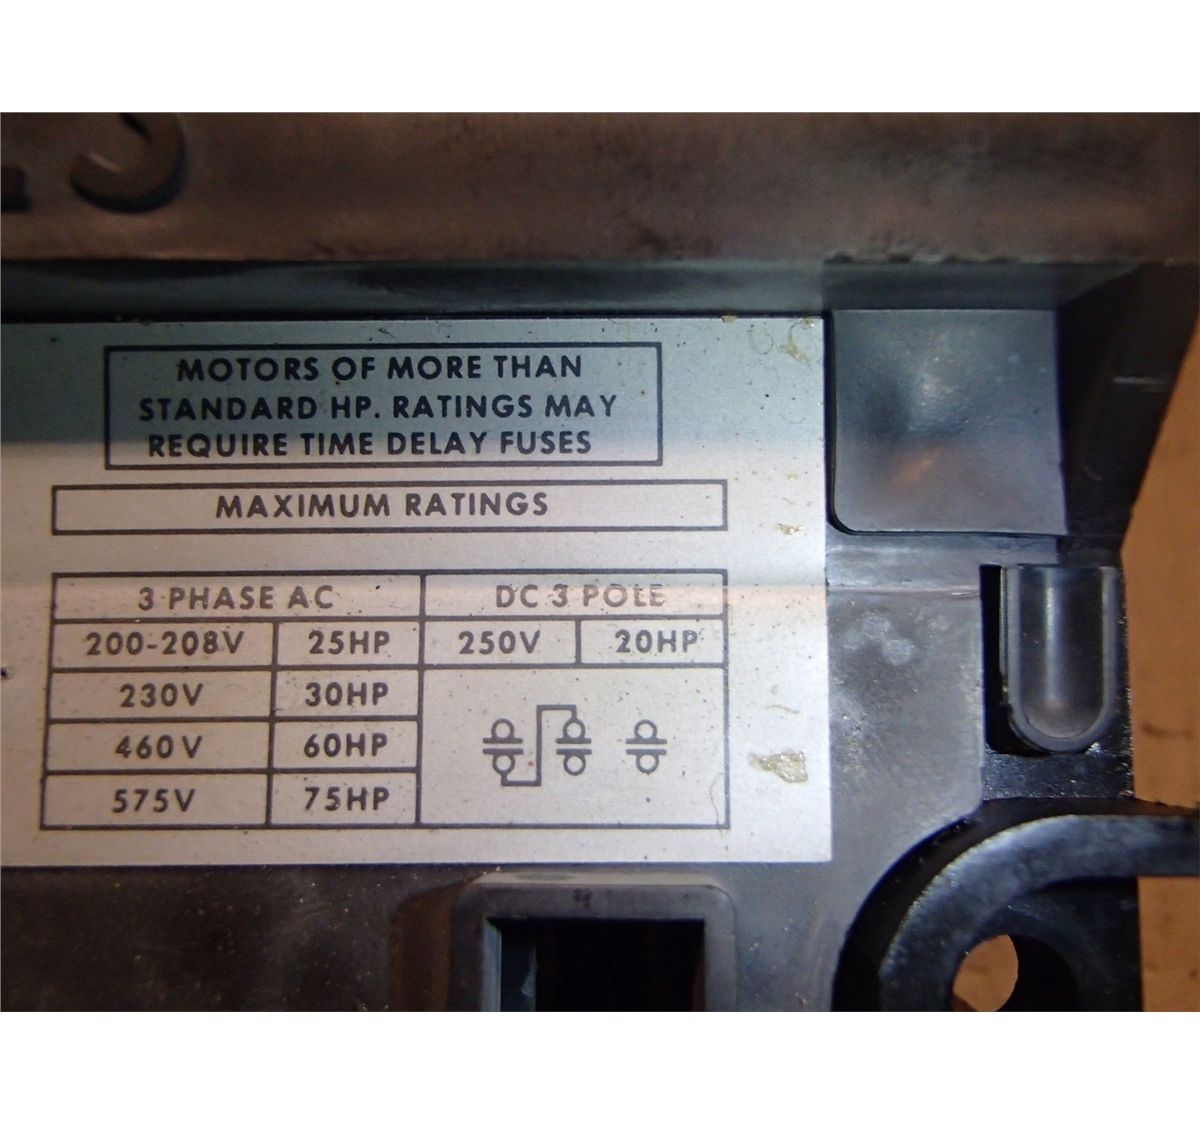 MOTORS OF MORE THAN
STANDARD HP. RATINGS MAY
REQUIRE TIME DELAY FUSES
MAXIMUM RATINGS
3 PHASE AC DC 3 POLE
200-208V 25HP 250V 20HP
230V 30HP
460V 60HP
575V 75HP